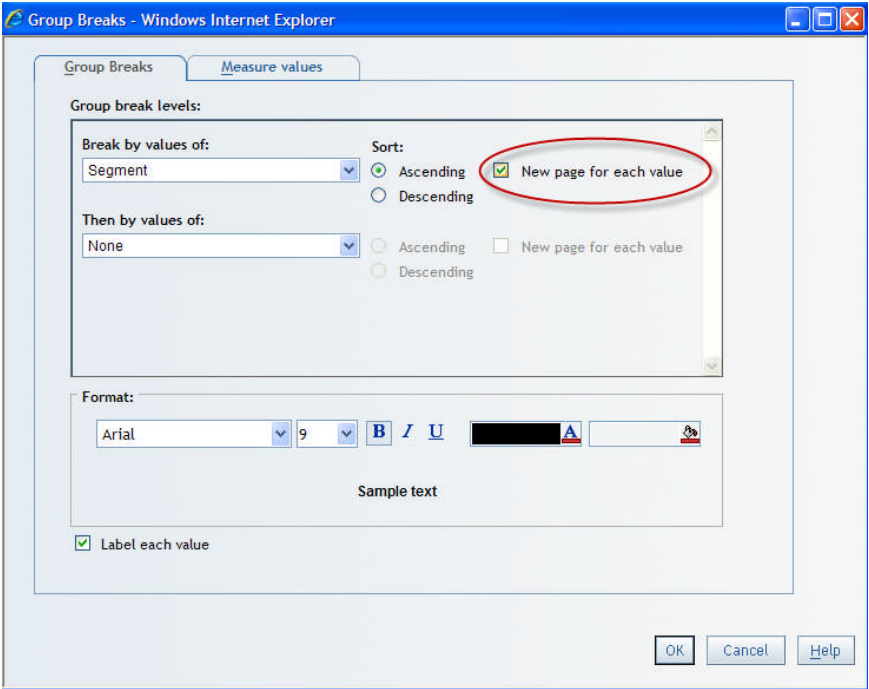 Group Breaks - Windows Internet Explorer
Group Breaks Measure values
Group break levels:
Break by values of: Sort:
Segment Ascending New page for each value
Descending
Then by values of:
None Ascending New page for each value
Descending
Format:
Arial 9 B I U A
Sample text
Label each value
OK Cancel Help